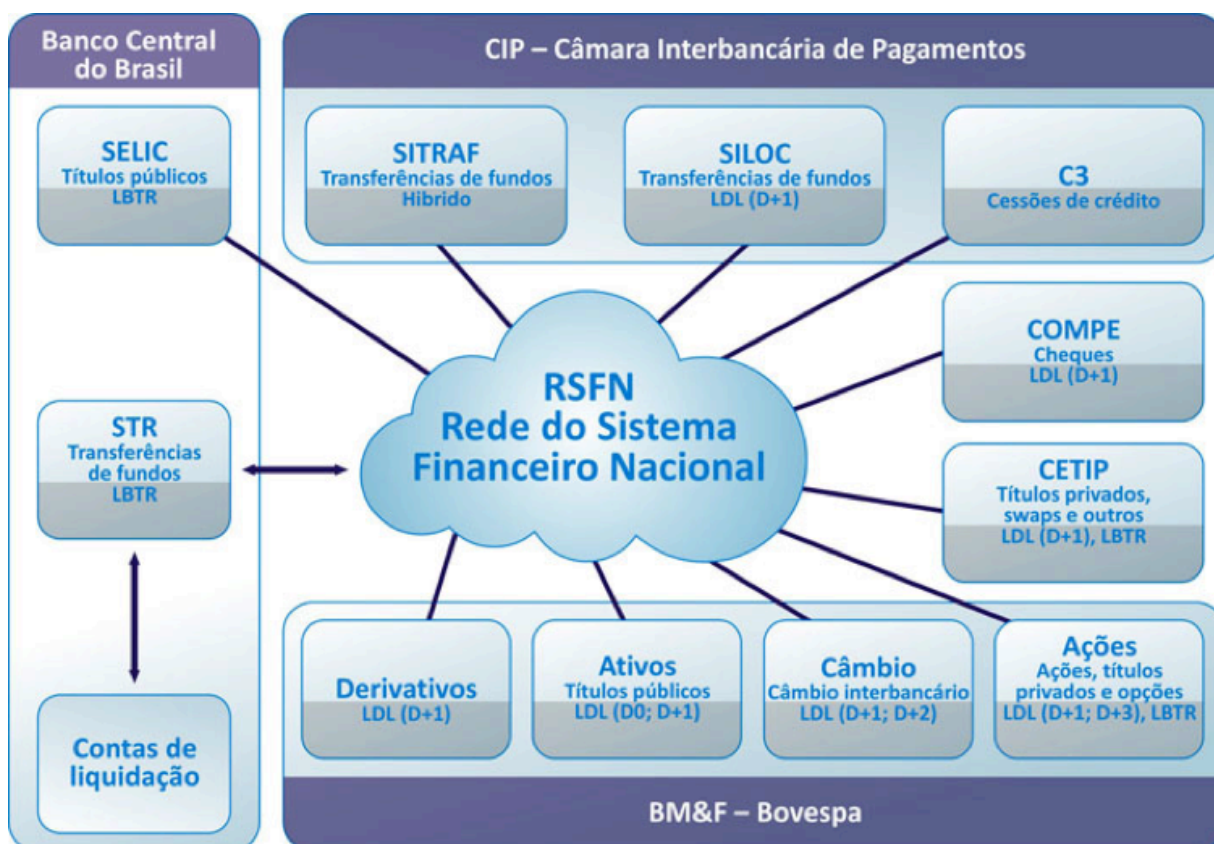 Banco Central
do Brasil
SELIC
Títulos públicos
LBTR
STR
Transferências
de fundos
LBTR
Contas de
liquidação
CIP – Câmara Interbancária de Pagamentos
SITRAF
Transferências de fundos
Hibrido
SILOC
Transferências de fundos
LDL (D+1)
C3
Cessões de crédito
RSFN
Rede do Sistema
Financeiro Nacional
COMPE
Cheques
LDL (D+1)
CETIP
Títulos privados,
swaps e outros
LDL (D+1), LBTR
Derivativos
LDL (D+1)
Ativos
Títulos públicos
LDL (D0; D+1)
Câmbio
Câmbio interbancário
LDL (D+1; D+2)
Ações
Ações, títulos
privados e opções
LDL (D+1; D+3), LBTR
BM&F – Bovespa